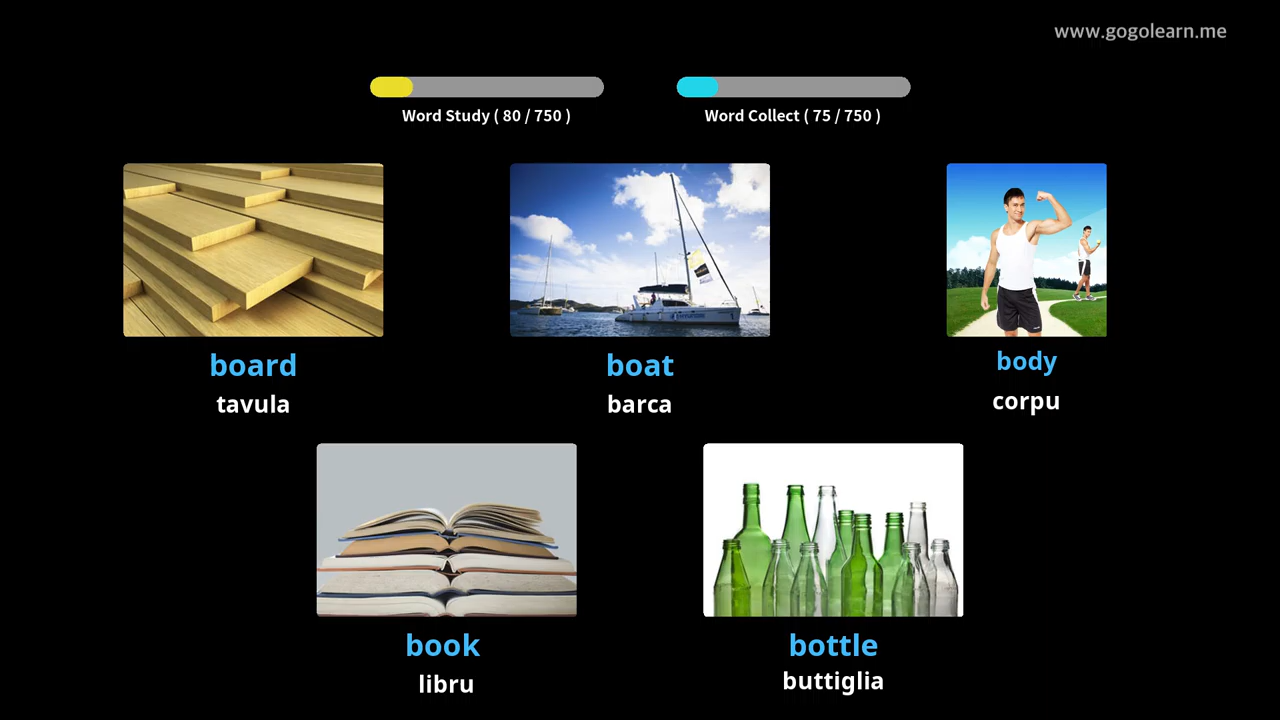 www.gogolearn.me
Word Study ( 80 / 750 )
Word Collect ( 75 / 750 )
board
tavula
boat
barca
body
corpu
book
libru
bottle
buttiglia